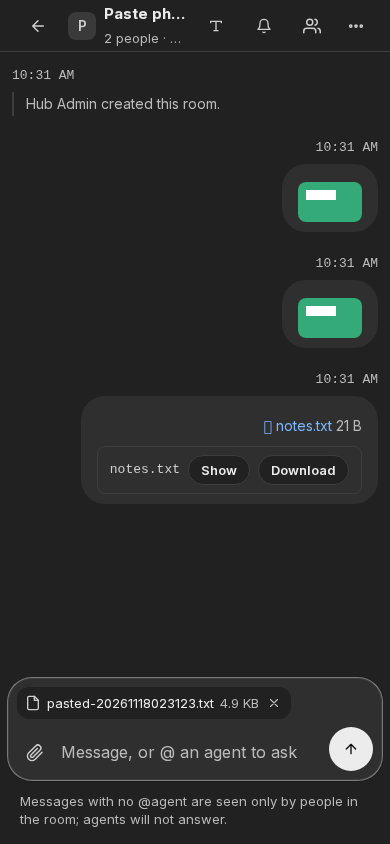 P
Paste ph...
2 people · ...
10:31 AM
Hub Admin created this room.
10:31 AM
10:31 AM
10:31 AM
notes.txt 21 B
notes.txt Show Download
pasted-20261118023123.txt 4.9 KB
Message, or @ an agent to ask
Messages with no @agent are seen only by people in
the room; agents will not answer.